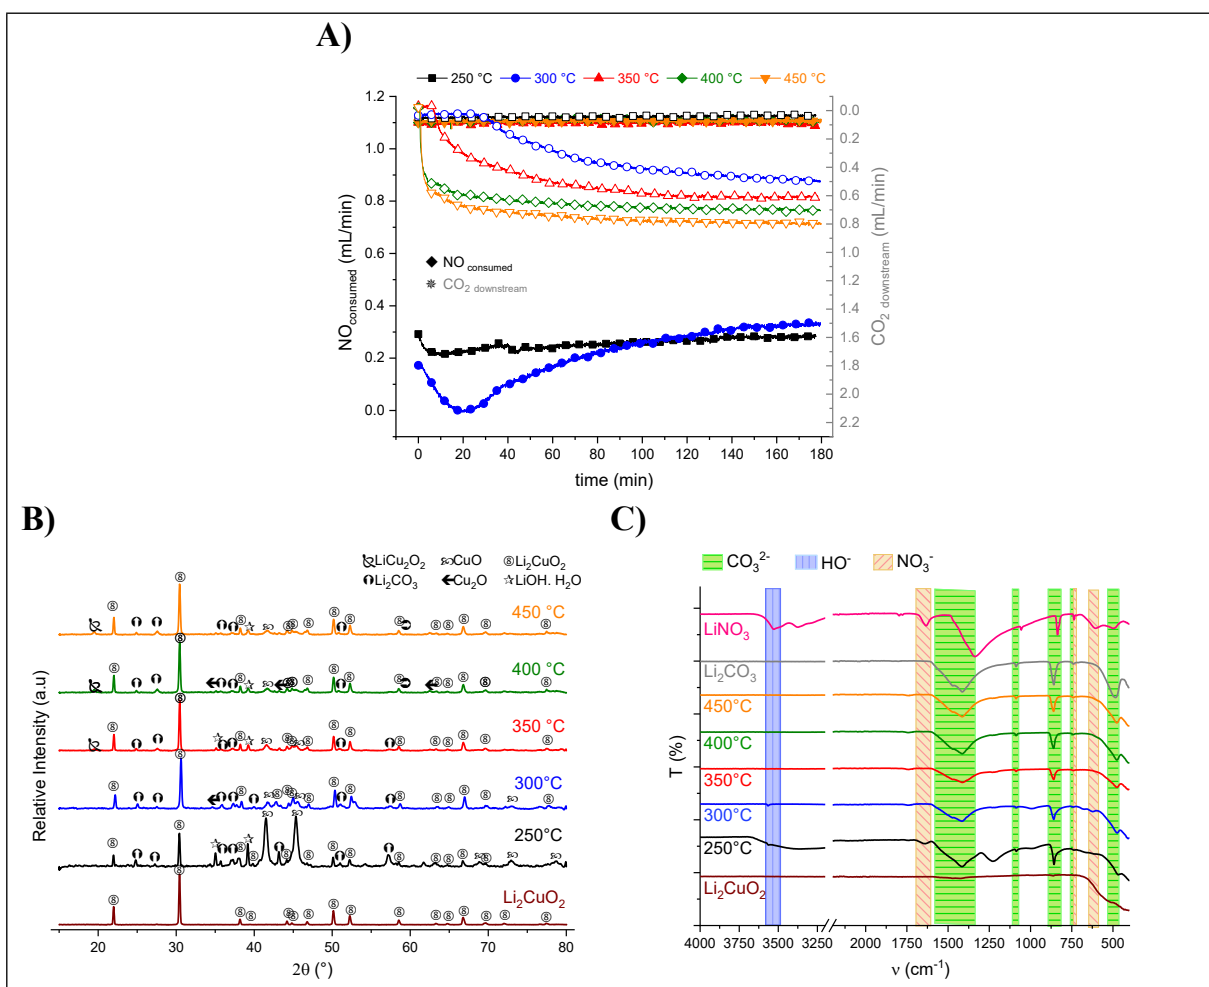 A)
250 °C 300 °C 350 °C 400 °C 450 °C
1.2
1.0
0.8
0.6
0.4
0.2
0.0
NOconsumed (mL/min)
NO consumed
CO2 downstream
0.0
0.2
0.4
0.6
0.8
1.0
1.2
1.4
1.6
1.8
2.0
2.2
CO2 downstream (mL/min)
0 20 40 60 80 100 120 140 160 180
time (min)
B)
LiCu2O2 CuO Li2CuO2
Li2CO3 Cu2O LiOH. H2O
450 °C
400 °C
350 °C
300°C
250°C
Li2CuO2
Relative Intensity (a.u)
20 30 40 50 60 70 80
2θ (°)
C)
CO3²⁻ HO⁻ NO3⁻
LiNO3
Li2CO3
450°C
400°C
350°C
300°C
250°C
Li2CuO2
T (%)
4000 3750 3500 3250 2000 1750 1500 1250 1000 750 500
ν (cm⁻¹)